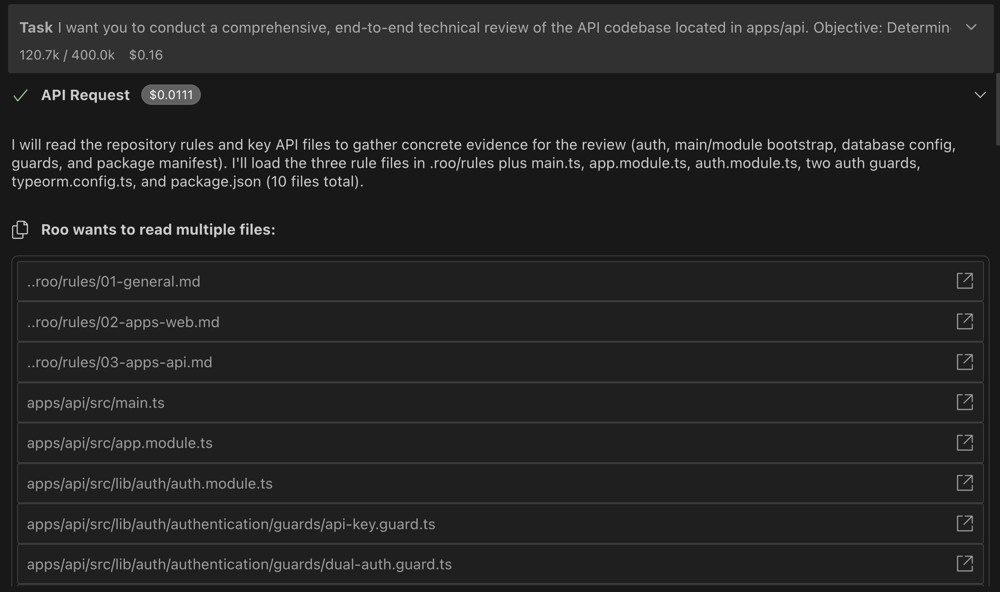 Task I want you to conduct a comprehensive, end-to-end technical review of the API codebase located in apps/api. Objective: Determin
120.7k / 400.0k $0.16
API Request $0.0111
I will read the repository rules and key API files to gather concrete evidence for the review (auth, main/module bootstrap, database config,
guards, and package manifest). I'll load the three rule files in .roo/rules plus main.ts, app.module.ts, auth.module.ts, two auth guards,
typeorm.config.ts, and package.json (10 files total).
Roo wants to read multiple files:
..roo/rules/01-general.md
..roo/rules/02-apps-web.md
..roo/rules/03-apps-api.md
apps/api/src/main.ts
apps/api/src/app.module.ts
apps/api/src/lib/auth/auth.module.ts
apps/api/src/lib/auth/authentication/guards/api-key.guard.ts
apps/api/src/lib/auth/authentication/guards/dual-auth.guard.ts